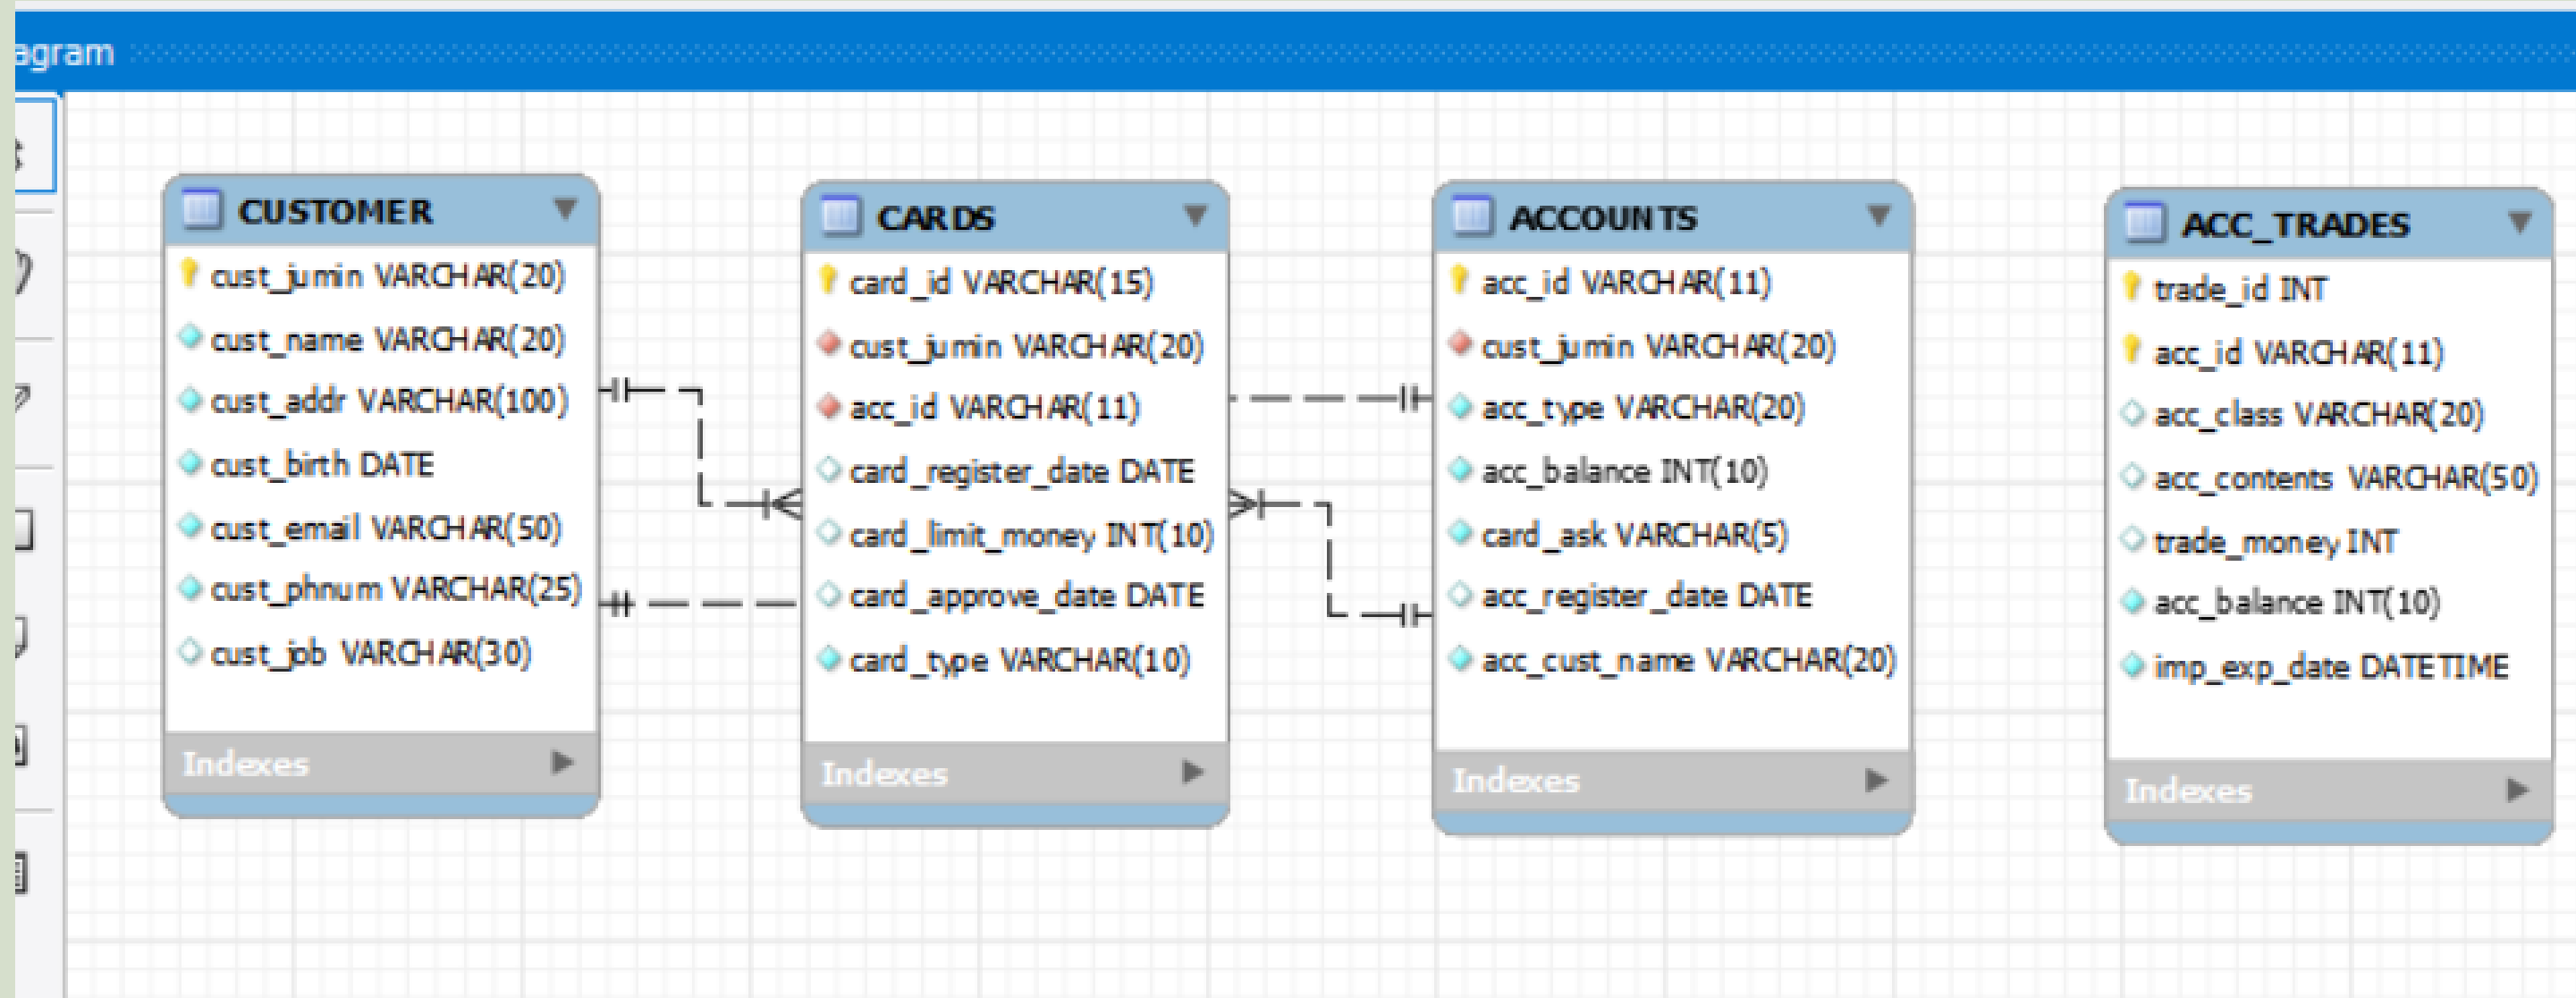 agram
CUSTOMER
cust_jumin VARCHAR(20)
cust_name VARCHAR(20)
cust_addr VARCHAR(100)
cust_birth DATE
cust_email VARCHAR(50)
cust_phnum VARCHAR(25)
cust_job VARCHAR(30)
Indexes
CARDS
card_id VARCHAR(15)
cust_jumin VARCHAR(20)
acc_id VARCHAR(11)
card_register_date DATE
card_limit_money INT(10)
card_approve_date DATE
card_type VARCHAR(10)
Indexes
ACCOUNTS
acc_id VARCHAR(11)
cust_jumin VARCHAR(20)
acc_type VARCHAR(20)
acc_balance INT(10)
card_ask VARCHAR(5)
acc_register_date DATE
acc_cust_name VARCHAR(20)
Indexes
ACC_TRADES
trade_id INT
acc_id VARCHAR(11)
acc_class VARCHAR(20)
acc_contents VARCHAR(50)
trade_money INT
acc_balance INT(10)
imp_exp_date DATETIME
Indexes